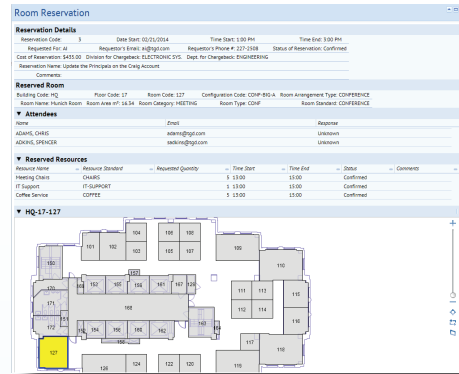 Room Reservation
Reservation Details
Reservation Code: 3 Date Start: 02/21/2014 Time Start: 1:00 PM Time End: 3:00 PM
Requested For: AI Requestor's Email: ai@tgd.com Requestor's Phone #: 227-2508 Status of Reservation: Confirmed
Cost of Reservation: $435.00 Division for Chargeback: ELECTRONIC SYS. Dept. for Chargeback: ENGINEERING
Reservation Name: Update the Principals on the Craig Account
Comments:
Reserved Room
Building Code: HQ Floor Code: 17 Room Code: 127 Configuration Code: CONF-BIG-A Room Arrangement Type: CONFERENCE
Room Name: Munich Room Room Area m²: 16.34 Room Category: MEETING Room Type: CONF Room Standard: CONFERENCE
Attendees
Name Email Response
ADAMS, CHRIS adams@tgd.com Unknown
ADKINS, SPENCER sadkins@tgd.com Unknown
Reserved Resources
Resource Name Resource Standard Requested Quantity Time Start Time End Status Comments
Meeting Chairs CHAIRS 5 13:00 15:00 Confirmed
IT Support IT-SUPPORT 1 13:00 15:00 Confirmed
Coffee Service COFFEE 5 13:00 15:00 Confirmed
HQ-17-127
104 106 108
101 102 103 105 107 109
150 110
157
170 152 165 159 161 167
111 113 115
171 168
112 114
151 116
172 163
154 156 160 162
117
127 118
124 122 120
119